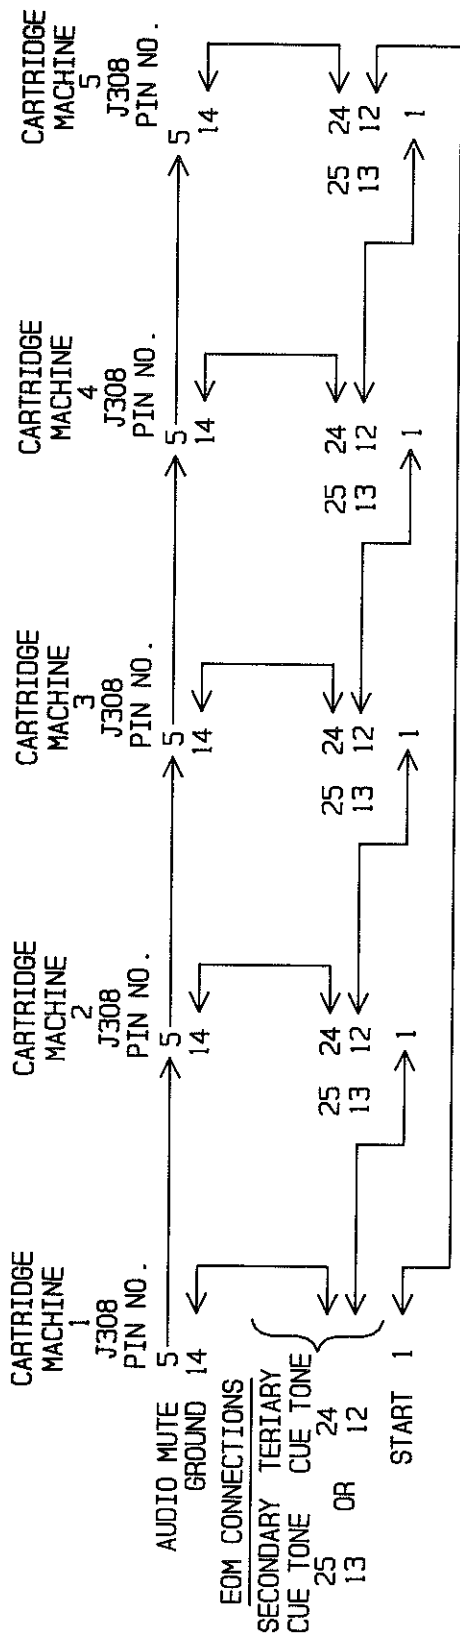 CARTRIDGE
MACHINE
1
J308
PIN NO.
CARTRIDGE
MACHINE
2
J308
PIN NO.
CARTRIDGE
MACHINE
3
J308
PIN NO.
CARTRIDGE
MACHINE
4
J308
PIN NO.
CARTRIDGE
MACHINE
5
J308
PIN NO.
AUDIO MUTE 5 5 5 5 5
GROUND 14 14 14 14 14
EOM CONNECTIONS
SECONDARY TERIARY
CUE TONE CUE TONE
25 24 25 24 25 24 25 24 25 24
OR
13 12 13 12 13 12 13 12 13 12
START 1 1 1 1 1